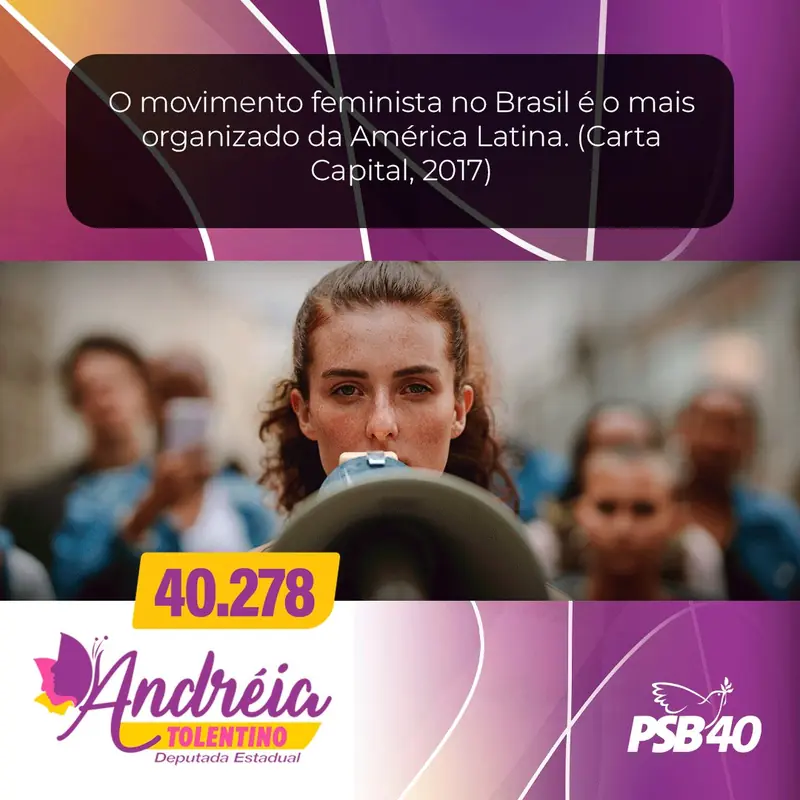 O movimento feminista no Brasil é o mais
organizado da América Latina. (Carta
Capital, 2017)
40.278
Andréia
TOLENTINO
Deputada Estadual
PSB 40